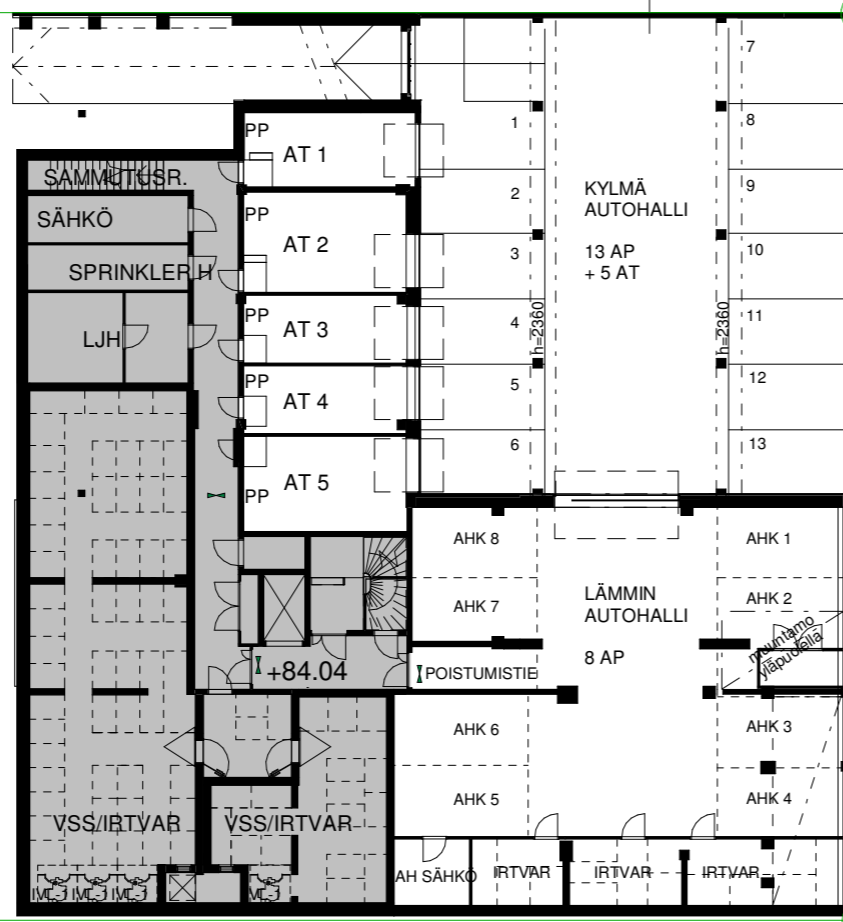 7
PP
AT 1
1
8
SAMMUTUSR.
2
KYLMÄ
AUTOHALLI
13 AP
+ 5 AT
9
SÄHKÖ
PP
AT 2
3
10
SPRINKLER H
PP
AT 3
4
h=2360
h=2360
11
LJH
PP
AT 4
5
12
6
13
AT 5
PP
AHK 8
AHK 1
AHK 7
LÄMMIN
AUTOHALLI
8 AP
AHK 2
muuntamo
yläpuolella
+84.04
POISTUMISTIE
AHK 6
AHK 3
AHK 5
AHK 4
VSS/IRTVAR
VSS/IRTVAR
AH SÄHKÖ
IRTVAR
IRTVAR
IRTVAR